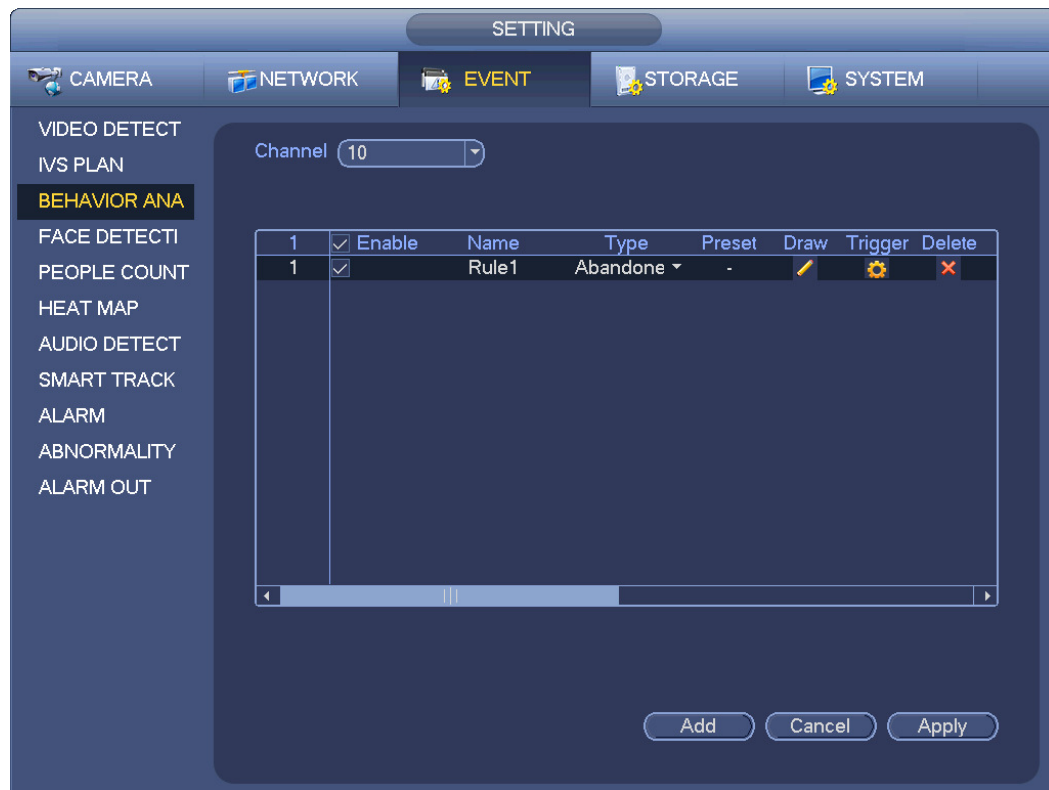 SETTING
CAMERA NETWORK EVENT STORAGE SYSTEM
VIDEO DETECT
IVS PLAN
BEHAVIOR ANA
FACE DETECTI
PEOPLE COUNT
HEAT MAP
AUDIO DETECT
SMART TRACK
ALARM
ABNORMALITY
ALARM OUT
Channel 10
1 Enable Name Type Preset Draw Trigger Delete
1 Rule1 Abandone -
Add Cancel Apply